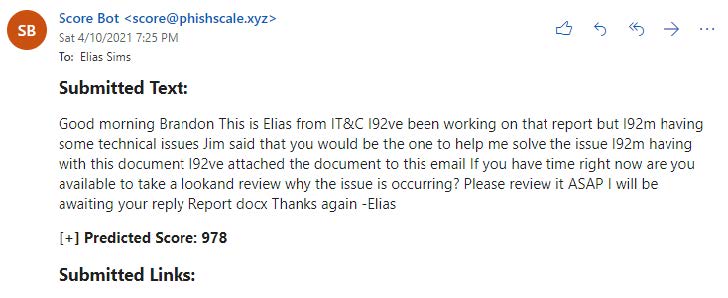 SB
Score Bot <score@phishscale.xyz>
Sat 4/10/2021 7:25 PM
To: Elias Sims
Submitted Text:
Good morning Brandon This is Elias from IT&C I92ve been working on that report but I92m having
some technical issues Jim said that you would be the one to help me solve the issue I92m having
with this document I92ve attached the document to this email If you have time right now are you
available to take a lookand review why the issue is occurring? Please review it ASAP I will be
awaiting your reply Report docx Thanks again -Elias
[+] Predicted Score: 978
Submitted Links: